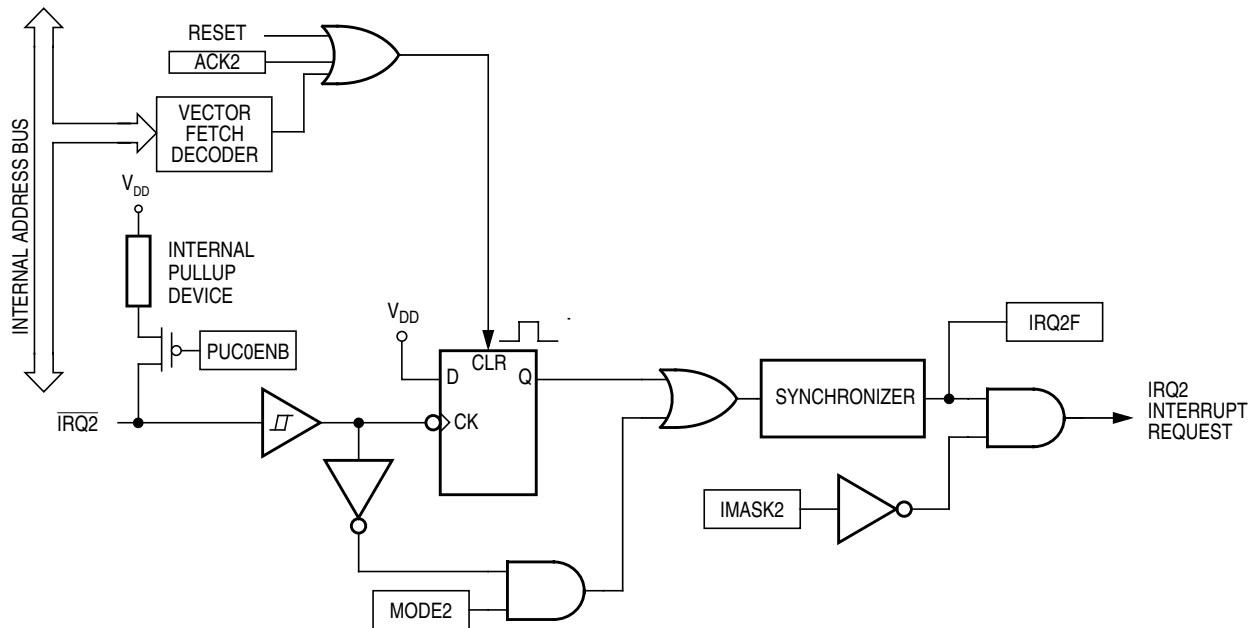 RESET
ACK2
VECTOR
FETCH
DECODER
INTERNAL ADDRESS BUS
VDD
INTERNAL
PULLUP
DEVICE
PUC0ENB
IRQ2
VDD
D
CLR
Q
CK
SYNCHRONIZER
IRQ2F
IRQ2
INTERRUPT
REQUEST
IMASK2
MODE2